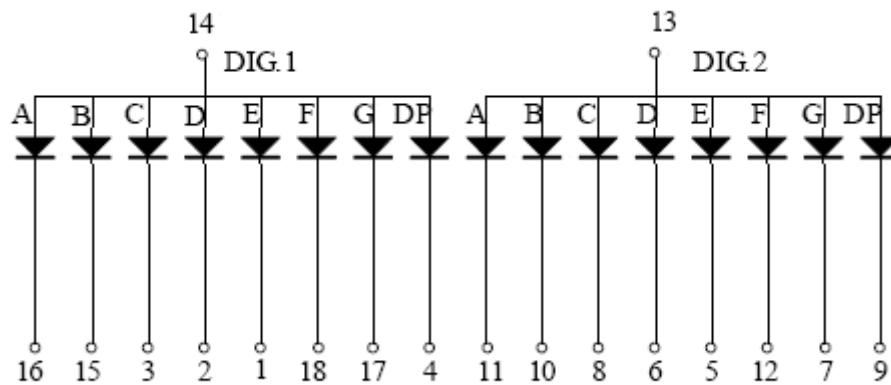 14 13
DIG.1 DIG.2
A B C D E F G DP A B C D E F G DP
16 15 3 2 1 18 17 4 11 10 8 6 5 12 7 9